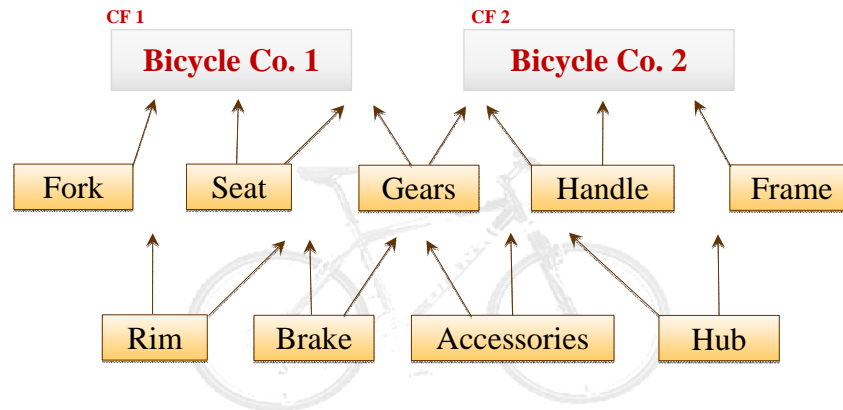 CF 1
CF 2
Bicycle Co. 1
Bicycle Co. 2
Fork
Seat
Gears
Handle
Frame
Rim
Brake
Accessories
Hub